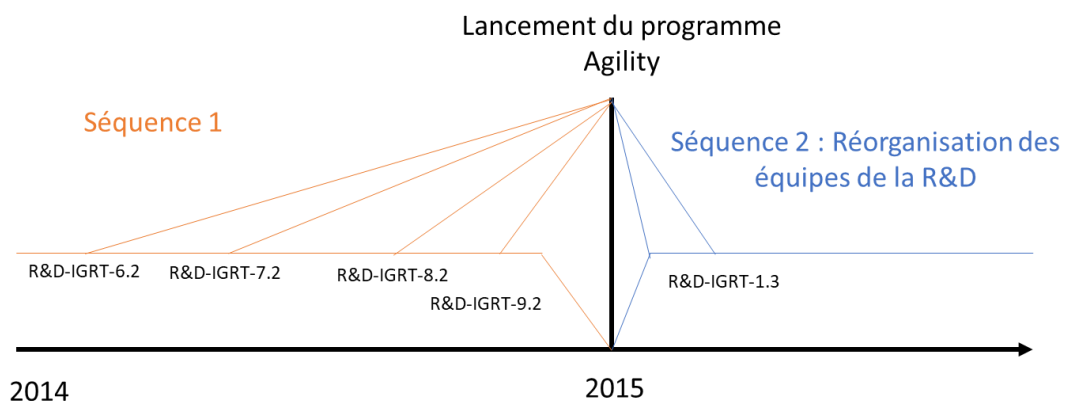 Lancement du programme
Agility
Séquence 1
Séquence 2 : Réorganisation des
équipes de la R&D
R&D-IGRT-6.2
R&D-IGRT-7.2
R&D-IGRT-8.2
R&D-IGRT-9.2
R&D-IGRT-1.3
2014
2015